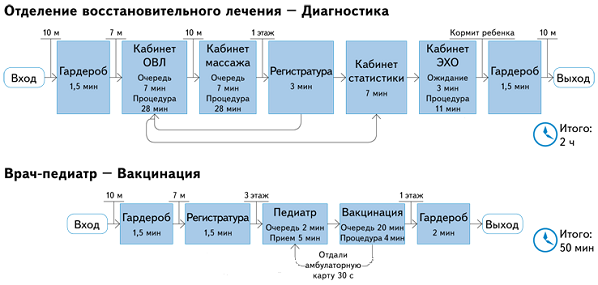 Отделение восстановительного лечения — Диагностика
10 м
7 м
10 м
1 этаж
Кормит ребенка
10 м
Вход
Гардероб
1,5 мин
Кабинет
ОВЛ
Очередь
7 мин
Процедура
28 мин
Кабинет
массажа
Очередь
7 мин
Процедура
28 мин
Регистратура
3 мин
Кабинет
статистики
7 мин
Кабинет
ЭХО
Ожидание
3 мин
Процедура
11 мин
Гардероб
1,5 мин
Выход
Итого:
2 ч
Врач-педиатр — Вакцинация
10 м
7 м
3 этаж
1 этаж
Вход
Гардероб
1,5 мин
Регистратура
1,5 мин
Педиатр
Очередь 2 мин
Прием 5 мин
Вакцинация
Очередь 20 мин
Процедура 4 мин
Гардероб
2 мин
Выход
Отдали
амбулаторную
карту 30 с
Итого:
50 мин